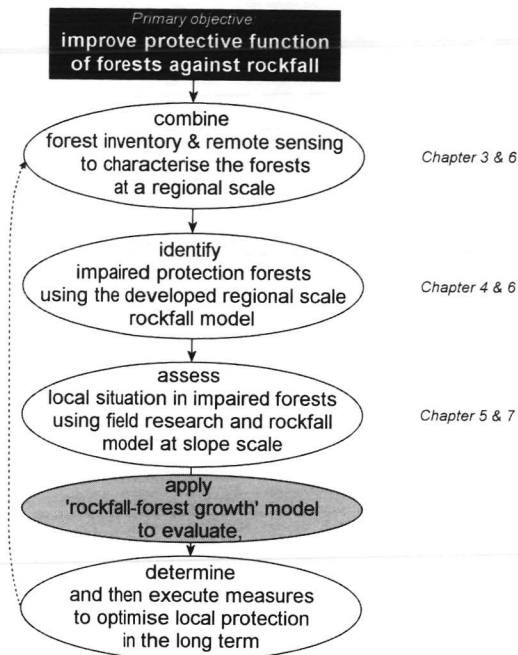 Primary objective
improve protective function
of forests against rockfall
combine
forest inventory & remote sensing
to characterise the forests
at a regional scale
Chapter 3 & 6
identify
impaired protection forests
using the developed regional scale
rockfall model
Chapter 4 & 6
assess
local situation in impaired forests
using field research and rockfall
model at slope scale
Chapter 5 & 7
apply
'rockfall-forest growth' model
to evaluate,
determine
and then execute measures
to optimise local protection
in the long term